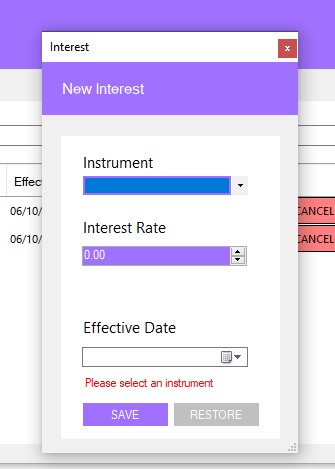 Interest
x
New Interest
Instrument
Effect
Interest Rate
06/10/
CANCEL
0.00
06/10/
CANCEL
Effective Date
Please select an instrument
SAVE
RESTORE